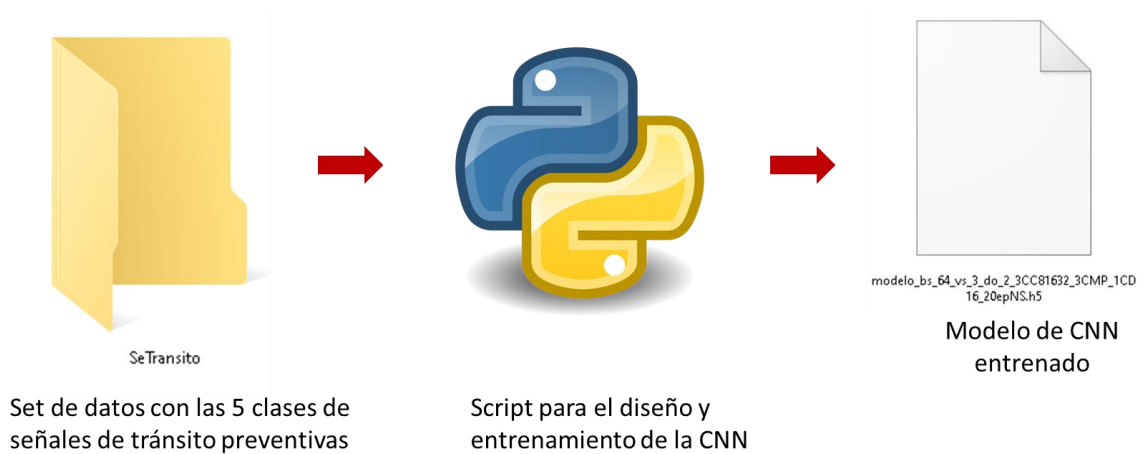 SeTransito
Set de datos con las 5 clases de
señales de tránsito preventivas
Script para el diseño y
entrenamiento de la CNN
modelo_bs_64_vs_3_do_2_3CC81632_3CMP_1CD
16_20epNS.h5
Modelo de CNN
entrenado